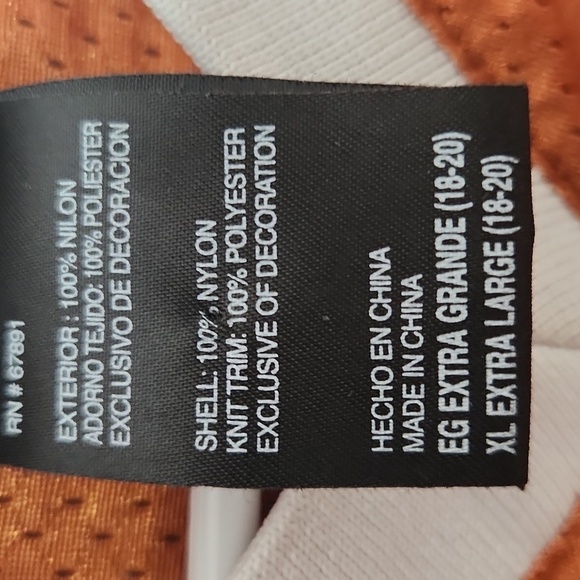 RN # 67891
EXTERIOR : 100% NILON
ADORNO TEJIDO: 100% POLIESTER
EXCLUSIVO DE DECORACION
SHELL: 100% NYLON
KNIT TRIM: 100% POLYESTER
EXCLUSIVE OF DECORATION
HECHO EN CHINA
MADE IN CHINA
EG EXTRA GRANDE (18-20)
XL EXTRA LARGE (18-20)